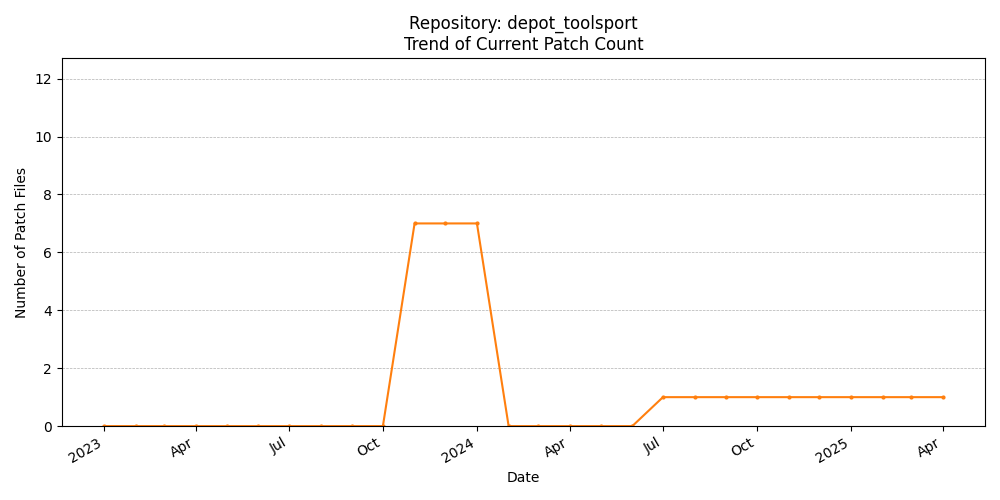 Repository: depot_toolsport
Trend of Current Patch Count
Number of Patch Files
12
10
8
6
4
2
0
2023
Apr
Jul
Oct
2024
Apr
Jul
Oct
2025
Apr
Date